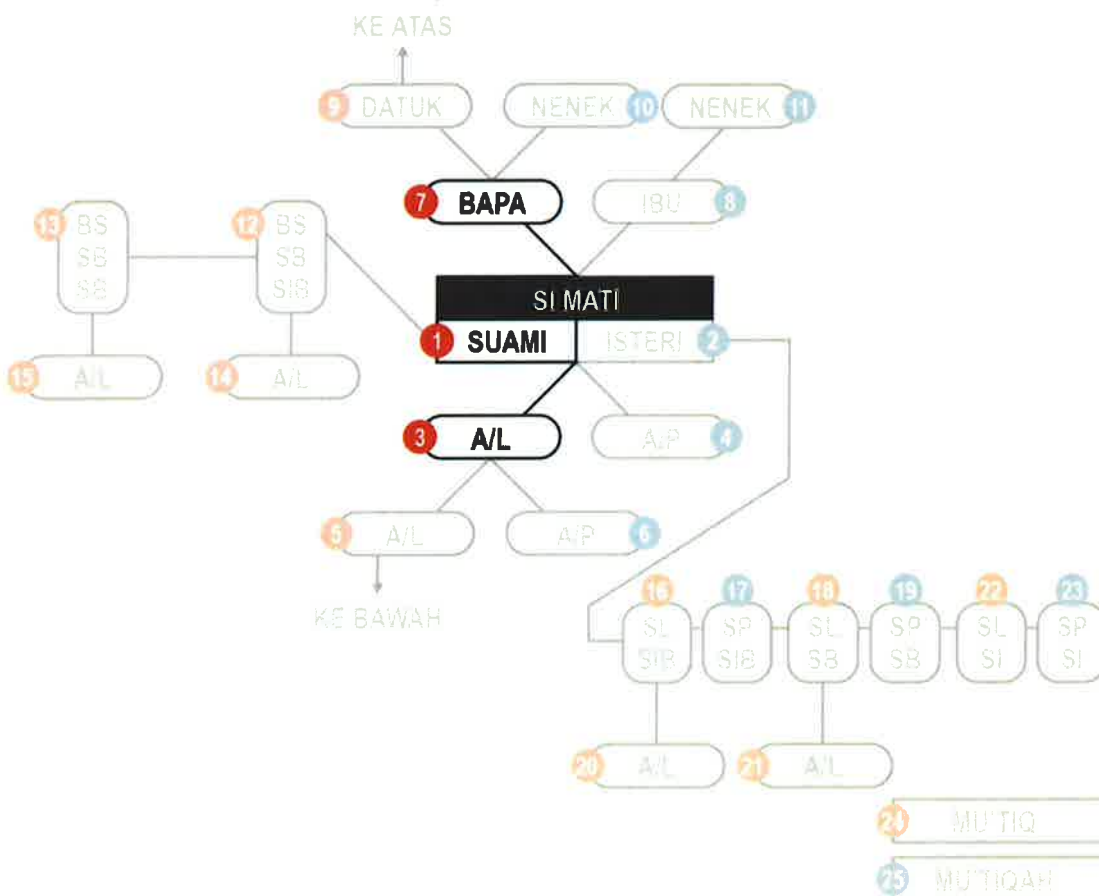 KE ATAS
9 DATUK
NENEK 10
NENEK 11
7 BAPA
IBU 8
13 BS
SB
SB
12 BS
SB
SIB
SI MATI
1 SUAMI
ISTERI 2
15 A/L
14 A/L
3 A/L
A/P 4
5 A/L
A/P 6
KE BAWAH
16 SL
SIB
17 SP
SIB
18 SL
SB
19 SP
SB
22 SL
SI
23 SP
SI
20 A/L
21 A/L
24 MU'TIQ
25 MU'TIQAH